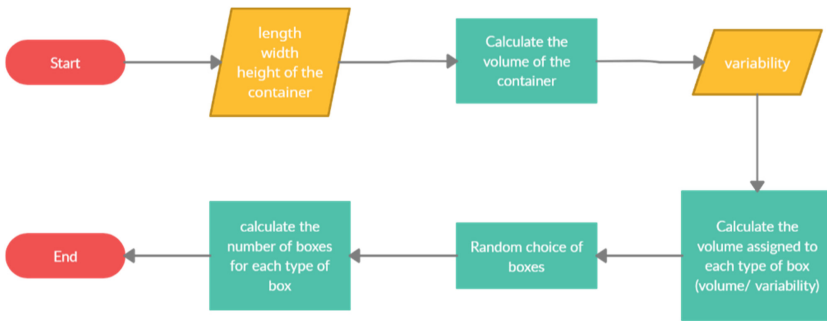 Start
length
width
height of the
container
Calculate the
volume of the
container
variability
Calculate the
volume assigned to
each type of box
(volume/ variability)
Random choice of
boxes
calculate the
number of boxes
for each type of
box
End